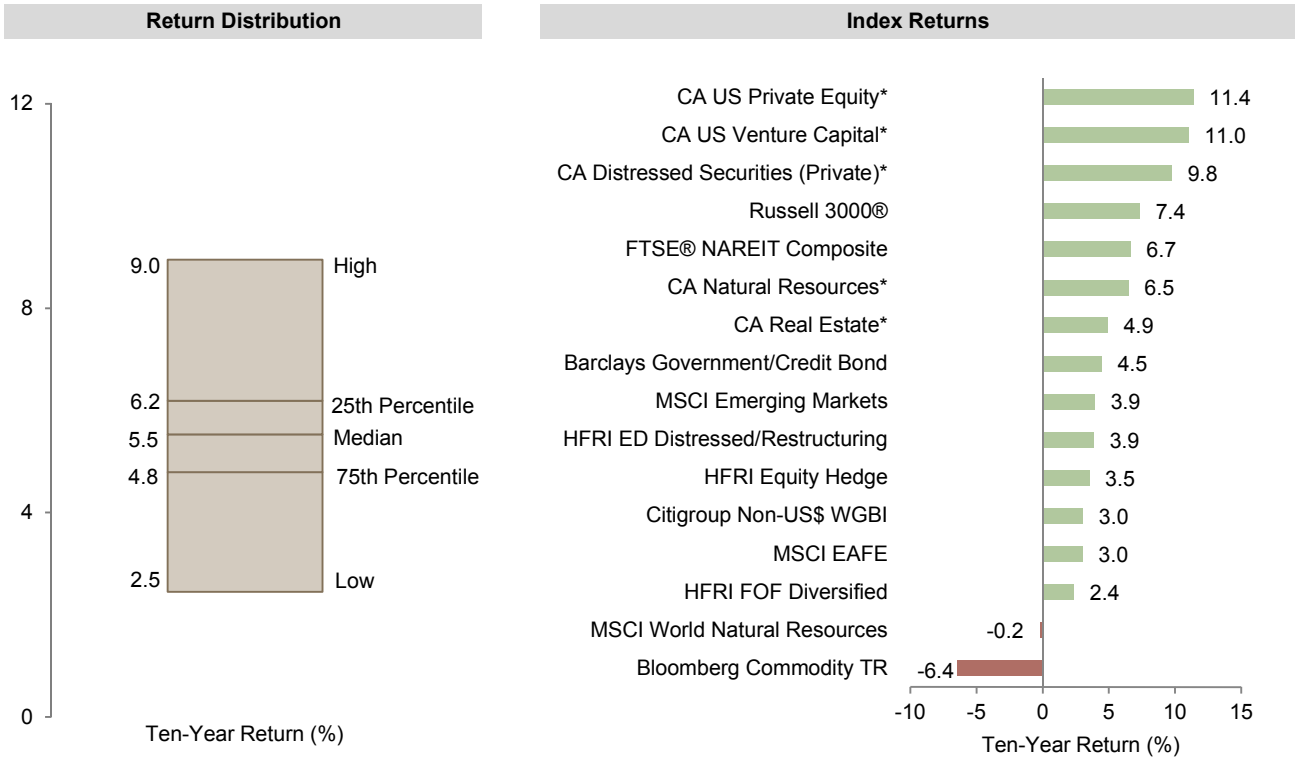 Return Distribution
12
8
4
0
9.0 High
6.2 25th Percentile
5.5 Median
4.8 75th Percentile
2.5 Low
Ten-Year Return (%)
Index Returns
CA US Private Equity* 11.4
CA US Venture Capital* 11.0
CA Distressed Securities (Private)* 9.8
Russell 3000® 7.4
FTSE® NAREIT Composite 6.7
CA Natural Resources* 6.5
CA Real Estate* 4.9
Barclays Government/Credit Bond 4.5
MSCI Emerging Markets 3.9
HFRI ED Distressed/Restructuring 3.9
HFRI Equity Hedge 3.5
Citigroup Non-US$ WGBI 3.0
MSCI EAFE 3.0
HFRI FOF Diversified 2.4
MSCI World Natural Resources -0.2
Bloomberg Commodity TR -6.4
-10 -5 0 5 10 15
Ten-Year Return (%)